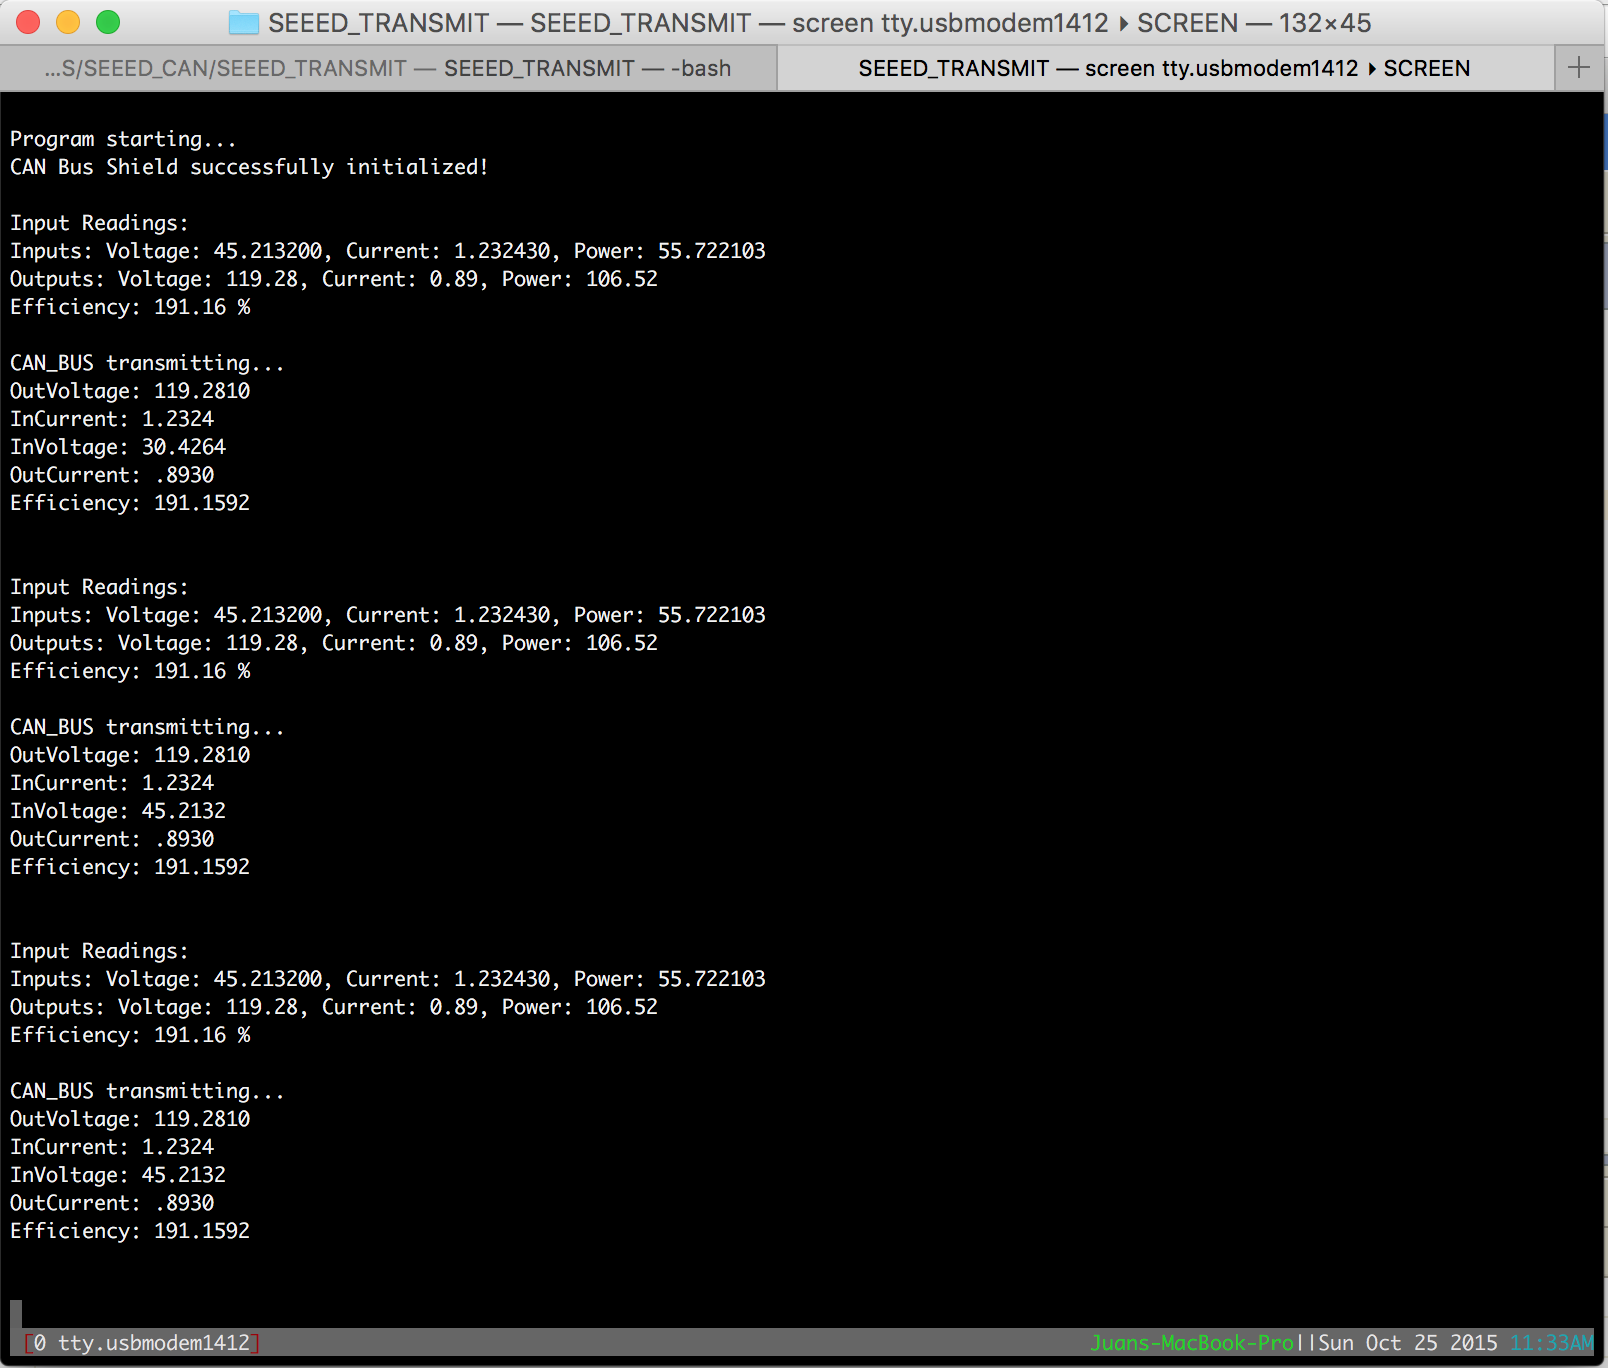 SEEED_TRANSMIT — SEEED_TRANSMIT — screen tty.usbmodem1412 ▸ SCREEN — 132×45
...S/SEEED_CAN/SEEED_TRANSMIT — SEEED_TRANSMIT — -bash
SEEED_TRANSMIT — screen tty.usbmodem1412 ▸ SCREEN
Program starting...
CAN Bus Shield successfully initialized!
Input Readings:
Inputs: Voltage: 45.213200, Current: 1.232430, Power: 55.722103
Outputs: Voltage: 119.28, Current: 0.89, Power: 106.52
Efficiency: 191.16 %
CAN_BUS transmitting...
OutVoltage: 119.2810
InCurrent: 1.2324
InVoltage: 30.4264
OutCurrent: .8930
Efficiency: 191.1592
Input Readings:
Inputs: Voltage: 45.213200, Current: 1.232430, Power: 55.722103
Outputs: Voltage: 119.28, Current: 0.89, Power: 106.52
Efficiency: 191.16 %
CAN_BUS transmitting...
OutVoltage: 119.2810
InCurrent: 1.2324
InVoltage: 45.2132
OutCurrent: .8930
Efficiency: 191.1592
Input Readings:
Inputs: Voltage: 45.213200, Current: 1.232430, Power: 55.722103
Outputs: Voltage: 119.28, Current: 0.89, Power: 106.52
Efficiency: 191.16 %
CAN_BUS transmitting...
OutVoltage: 119.2810
InCurrent: 1.2324
InVoltage: 45.2132
OutCurrent: .8930
Efficiency: 191.1592
[0 tty.usbmodem1412] Juans-MacBook-Pro||Sun Oct 25 2015 11:33AM